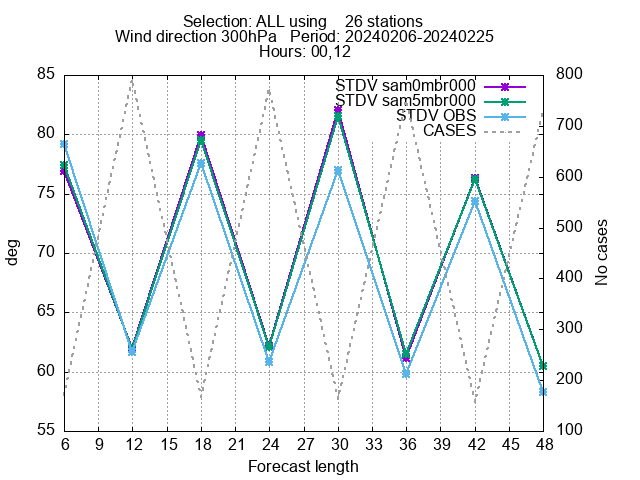 Selection: ALL using 26 stations
Wind direction 300hPa Period: 20240206-20240225
Hours: 00,12
85 800
STDV sam0mbr000
STDV sam5mbr000
STDV OBS
CASES
80 700
75 600
70 500
65 400
60 300
55 200
100
deg
No cases
6 9 12 15 18 21 24 27 30 33 36 39 42 45 48
Forecast length